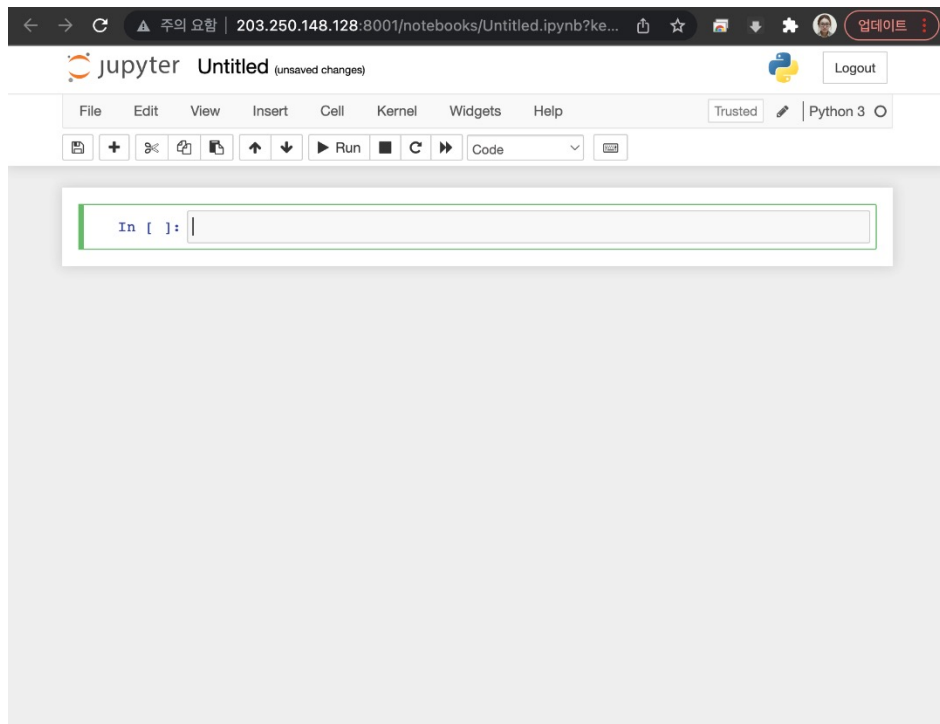 주의 요함 | 203.250.148.128:8001/notebooks/Untitled.ipynb?ke... 업데이트
jupyter Untitled (unsaved changes) Logout
File Edit View Insert Cell Kernel Widgets Help Trusted Python 3
Run Code
In [ ]: